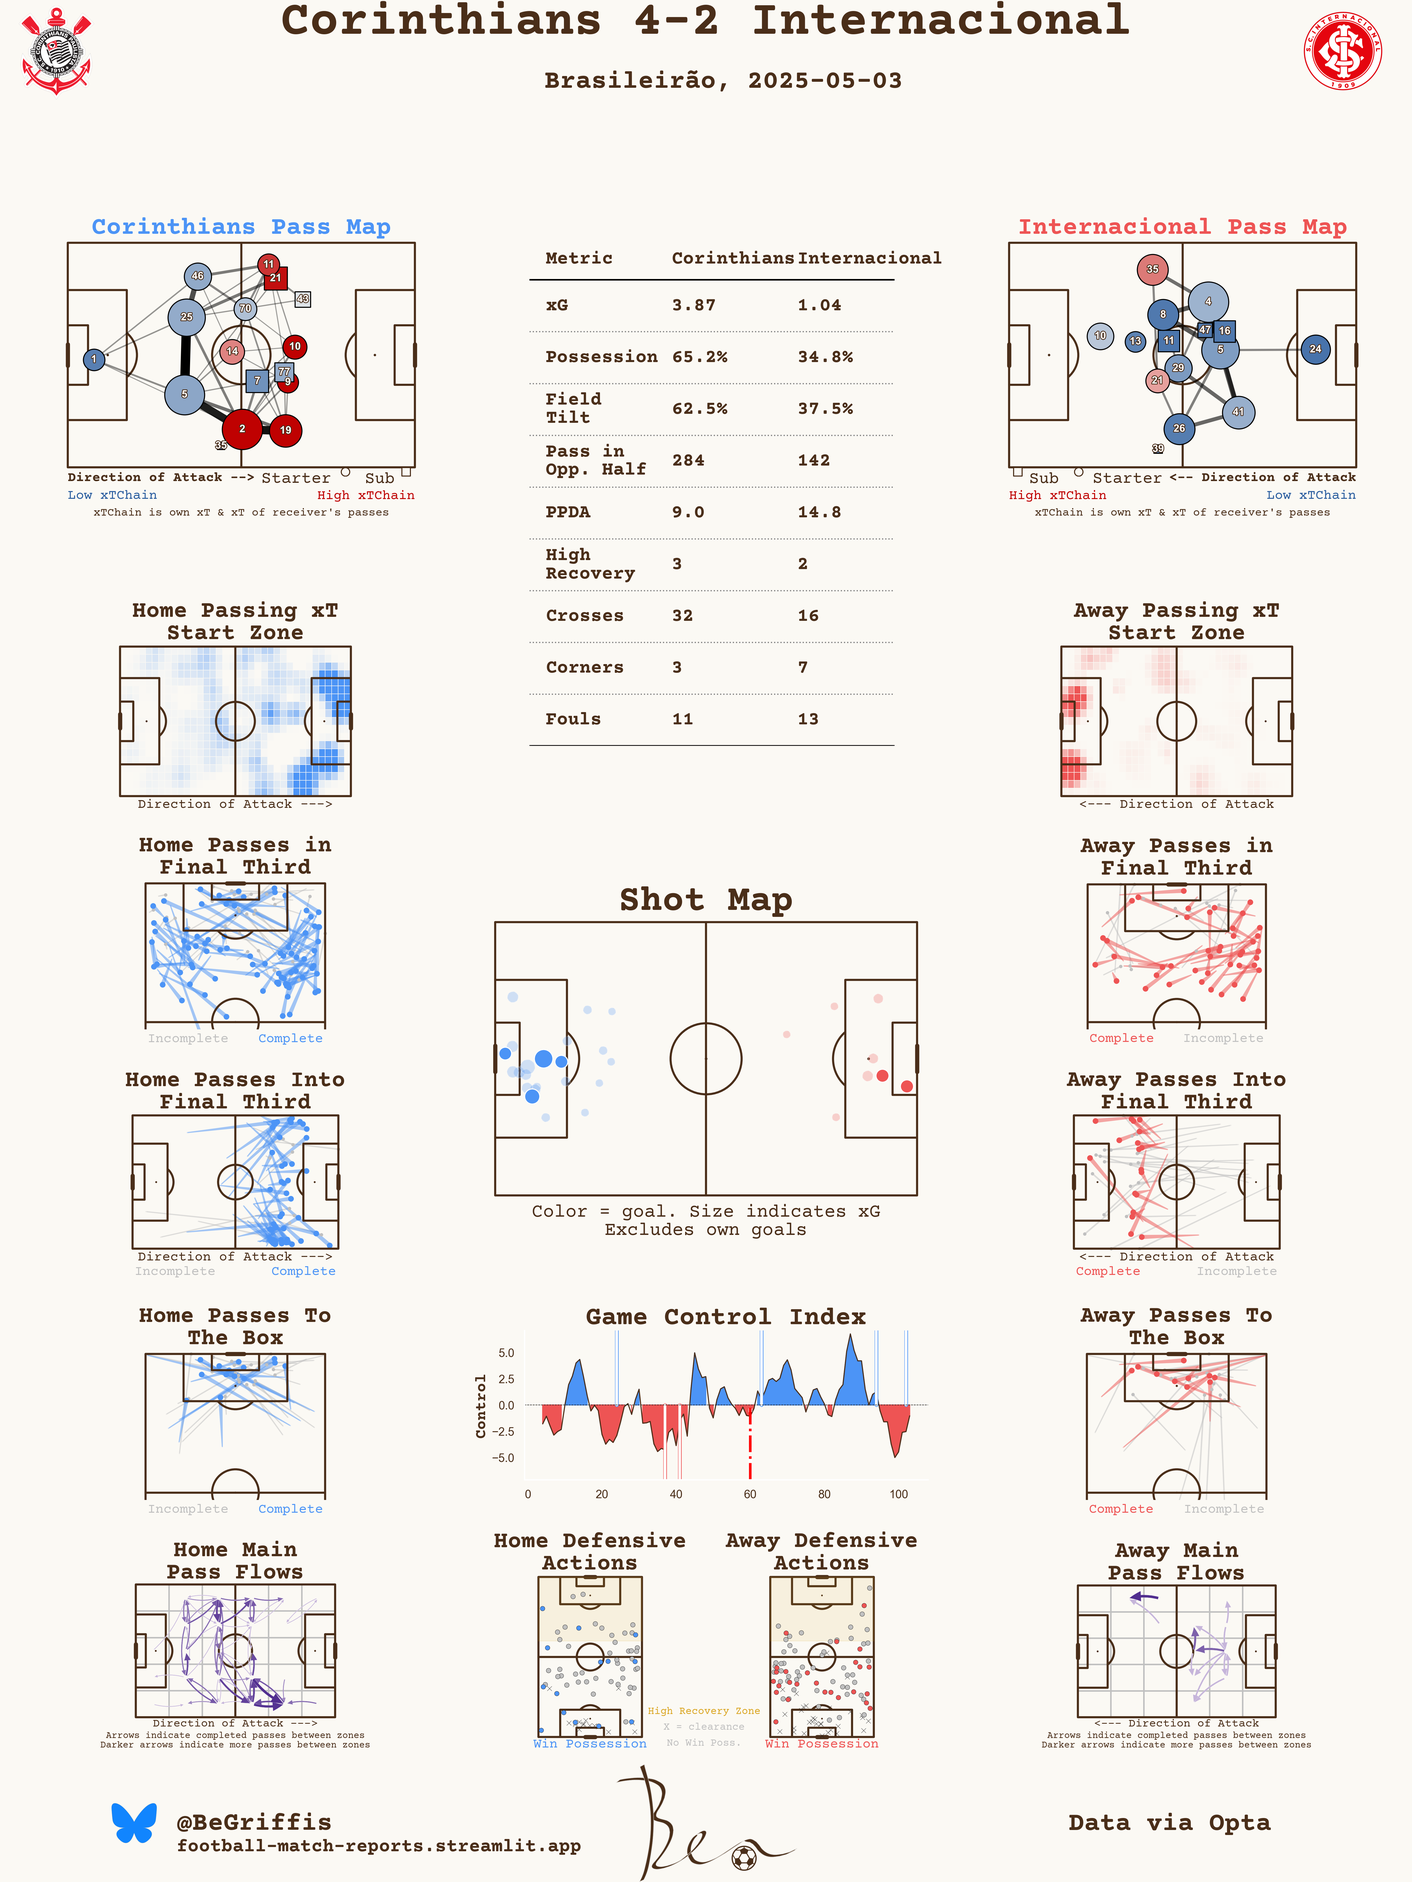 Corinthians 4-2 Internacional
Brasileirão, 2025-05-03
Corinthians Pass Map
46
11
21
43
25
70
1
14
10
77
7
9
5
2
19
35
Direction of Attack --> Starter Sub
Low xTChain High xTChain
xTChain is own xT & xT of receiver's passes
Metric Corinthians Internacional
xG 3.87 1.04
Possession 65.2% 34.8%
Field Tilt 62.5% 37.5%
Pass in Opp. Half 284 142
PPDA 9.0 14.8
High Recovery 3 2
Crosses 32 16
Corners 3 7
Fouls 11 13
Internacional Pass Map
35
4
8
10
13
11
47
16
5
24
29
21
41
26
39
Sub Starter <-- Direction of Attack
High xTChain Low xTChain
xTChain is own xT & xT of receiver's passes
Home Passing xT
Start Zone
Direction of Attack --->
Away Passing xT
Start Zone
<--- Direction of Attack
Home Passes in
Final Third
Incomplete Complete
Away Passes in
Final Third
Complete Incomplete
Shot Map
Color = goal. Size indicates xG
Excludes own goals
Home Passes Into
Final Third
Direction of Attack --->
Incomplete Complete
Away Passes Into
Final Third
<--- Direction of Attack
Complete Incomplete
Home Passes To
The Box
Incomplete Complete
Game Control Index
Control
5.0
2.5
0.0
−2.5
−5.0
0 20 40 60 80 100
Away Passes To
The Box
Complete Incomplete
Home Main
Pass Flows
Direction of Attack --->
Arrows indicate completed passes between zones
Darker arrows indicate more passes between zones
Home Defensive
Actions
Win Possession
High Recovery Zone
X = clearance
No Win Poss.
Away Defensive
Actions
Win Possession
Away Main
Pass Flows
<--- Direction of Attack
Arrows indicate completed passes between zones
Darker arrows indicate more passes between zones
@BeGriffis
football-match-reports.streamlit.app
Ben
Data via Opta
S.C. INTERNACIONAL
1909